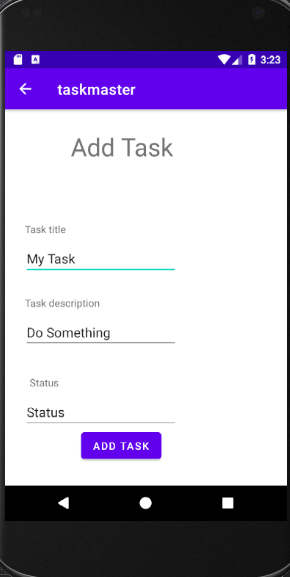 3:23
taskmaster
Add Task
Task title
My Task
Task description
Do Something
Status
Status
ADD TASK